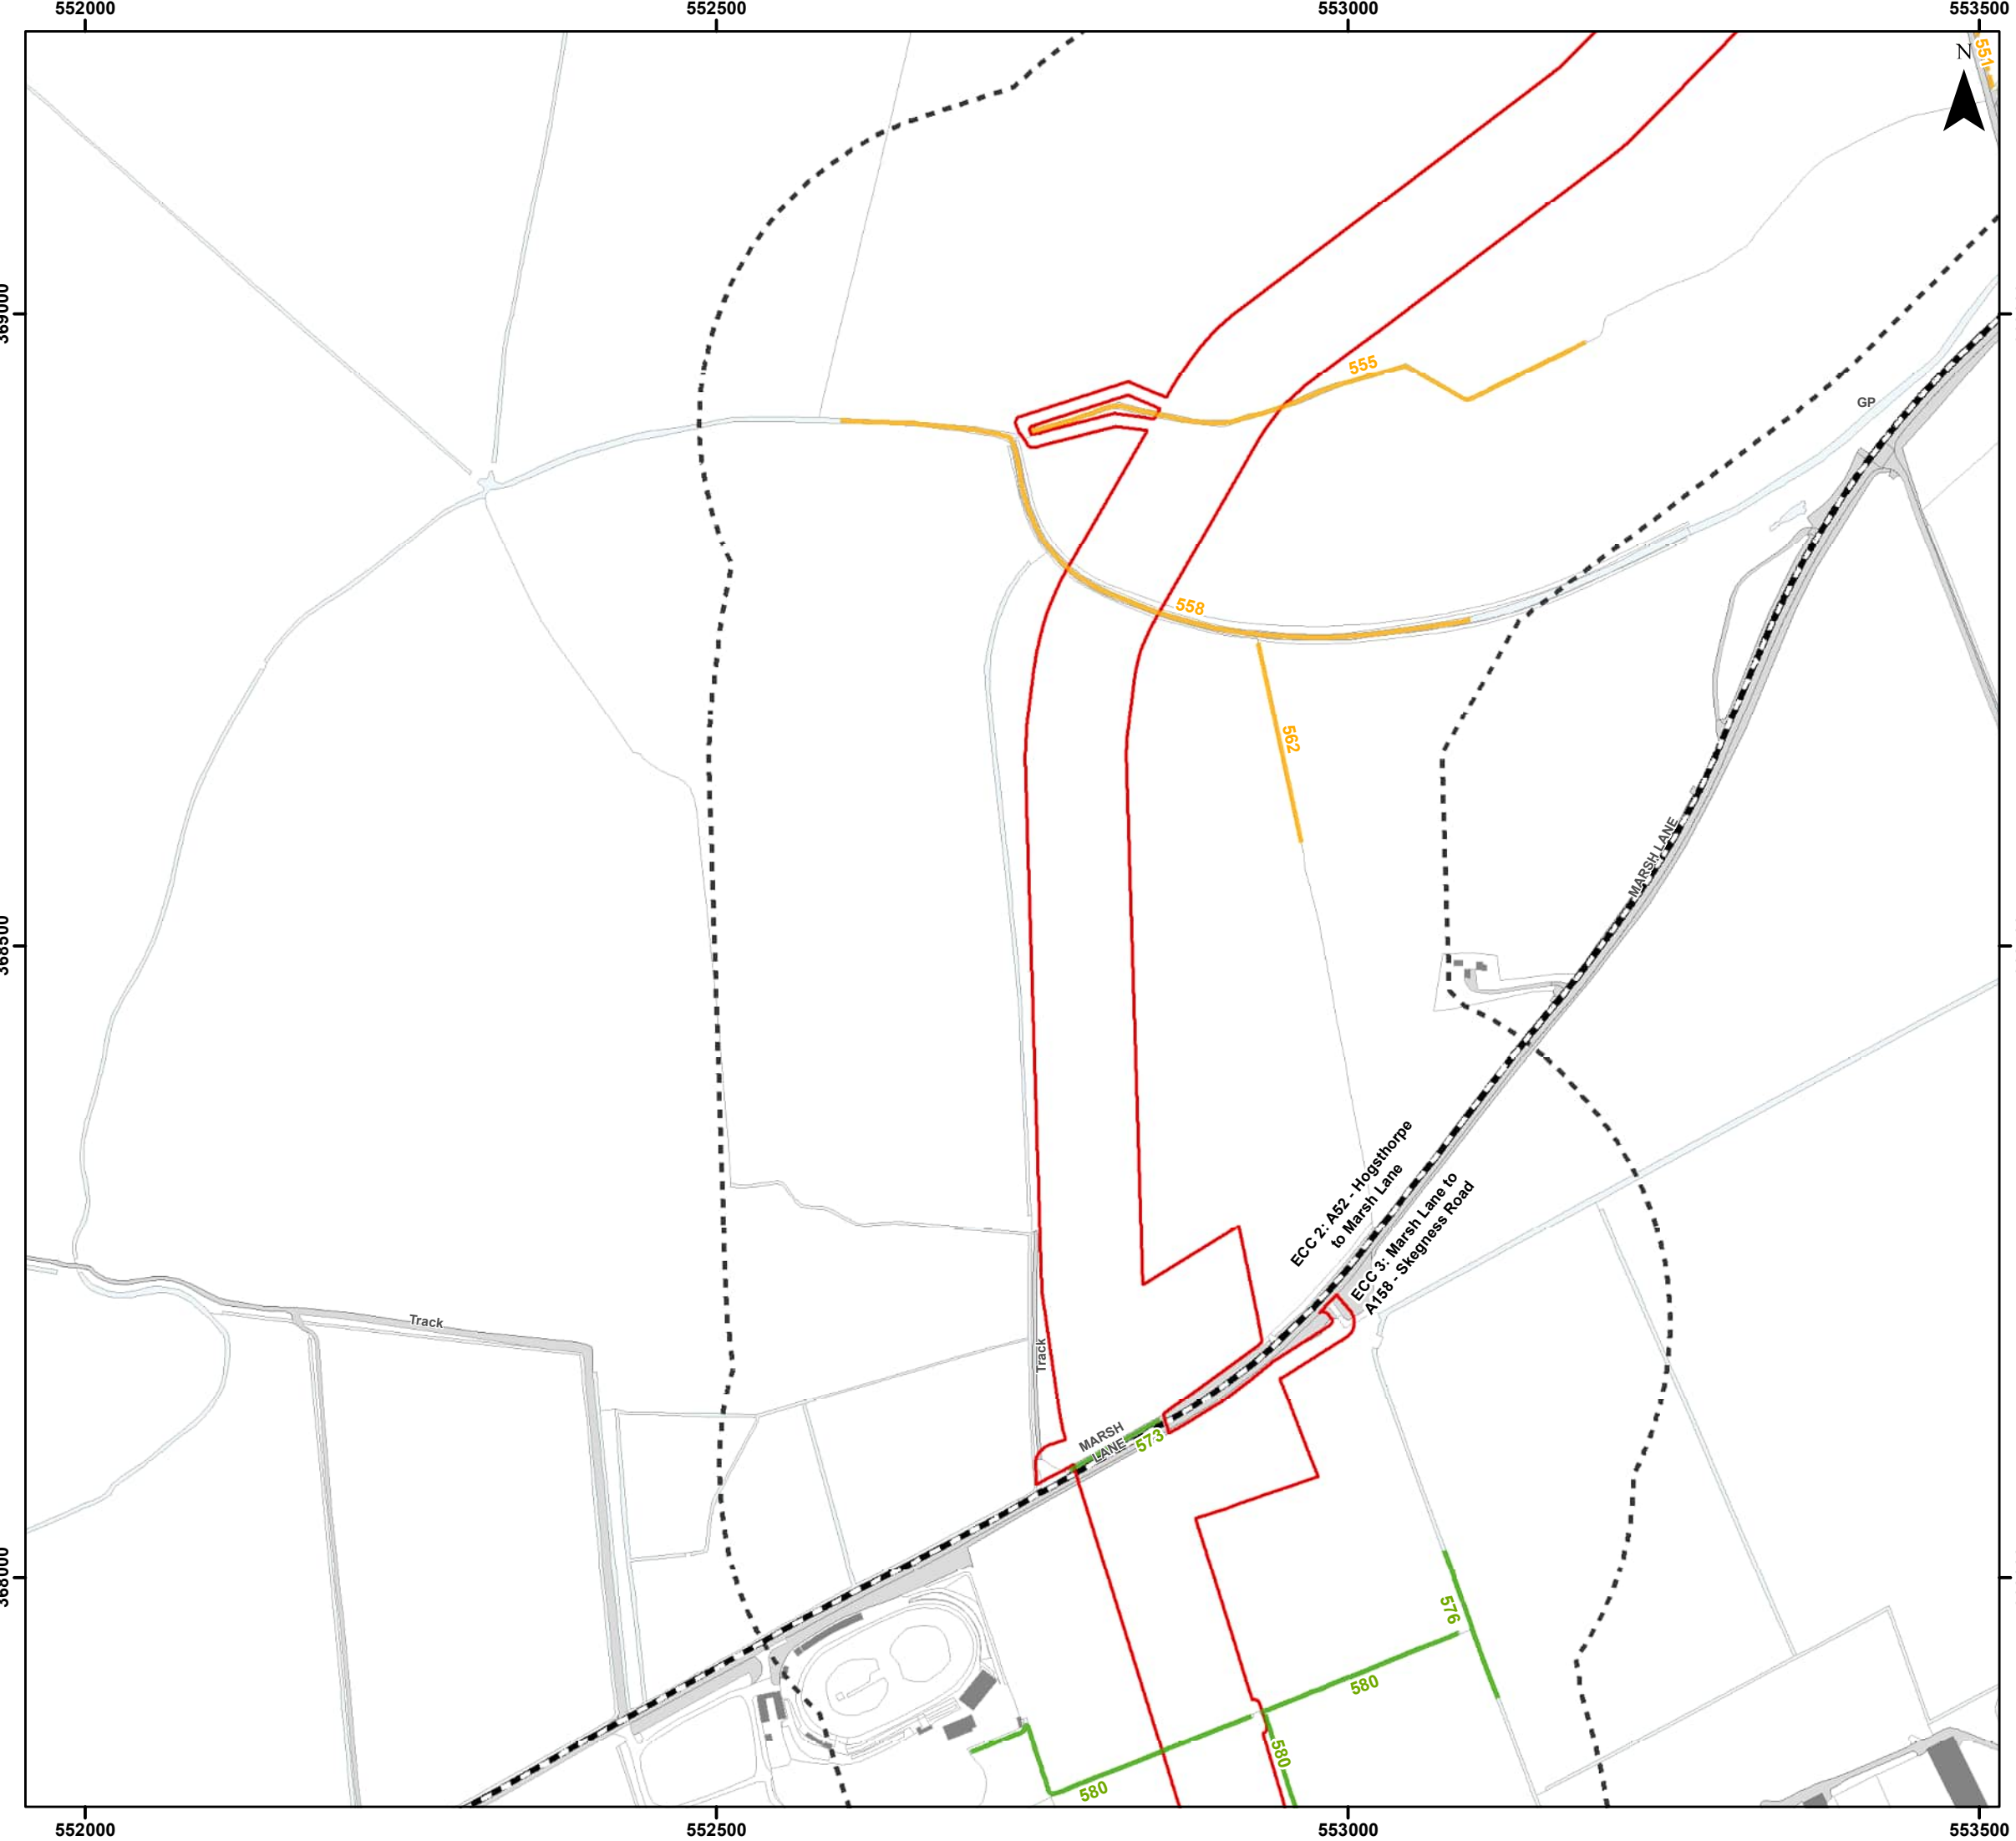 552000
552500
553000
553500
551
N
369000
555
GP
558
562
368500
MARSH LANE
ECC 2: A52 - Hogsthorpe
to Marsh Lane
ECC 3: Marsh Lane to
A158 - Skegness Road
Track
Track
MARSH
LANE
573
368000
576
580
580
580
552000
552500
553000
553500